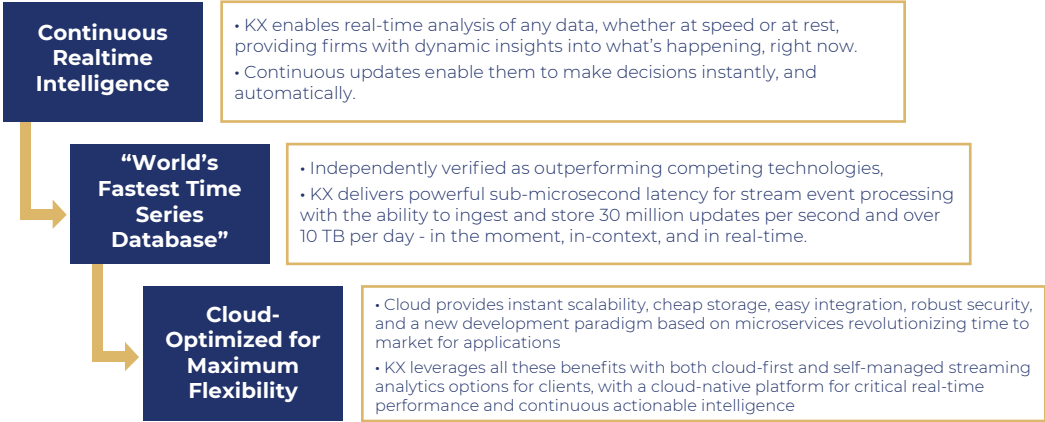 Continuous
Realtime
Intelligence
• KX enables real-time analysis of any data, whether at speed or at rest,
providing firms with dynamic insights into what’s happening, right now.
• Continuous updates enable them to make decisions instantly, and
automatically.
“World’s
Fastest Time
Series
Database”
• Independently verified as outperforming competing technologies,
• KX delivers powerful sub-microsecond latency for stream event processing
with the ability to ingest and store 30 million updates per second and over
10 TB per day - in the moment, in-context, and in real-time.
Cloud-
Optimized for
Maximum
Flexibility
• Cloud provides instant scalability, cheap storage, easy integration, robust security,
and a new development paradigm based on microservices revolutionizing time to
market for applications
• KX leverages all these benefits with both cloud-first and self-managed streaming
analytics options for clients, with a cloud-native platform for critical real-time
performance and continuous actionable intelligence